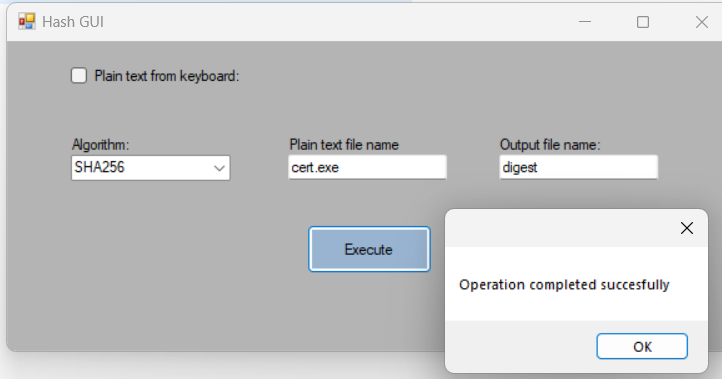 Hash GUI
Plain text from keyboard:
Algorithm: Plain text file name Output file name:
SHA256 cert.exe digest
Execute
Operation completed succesfully
OK